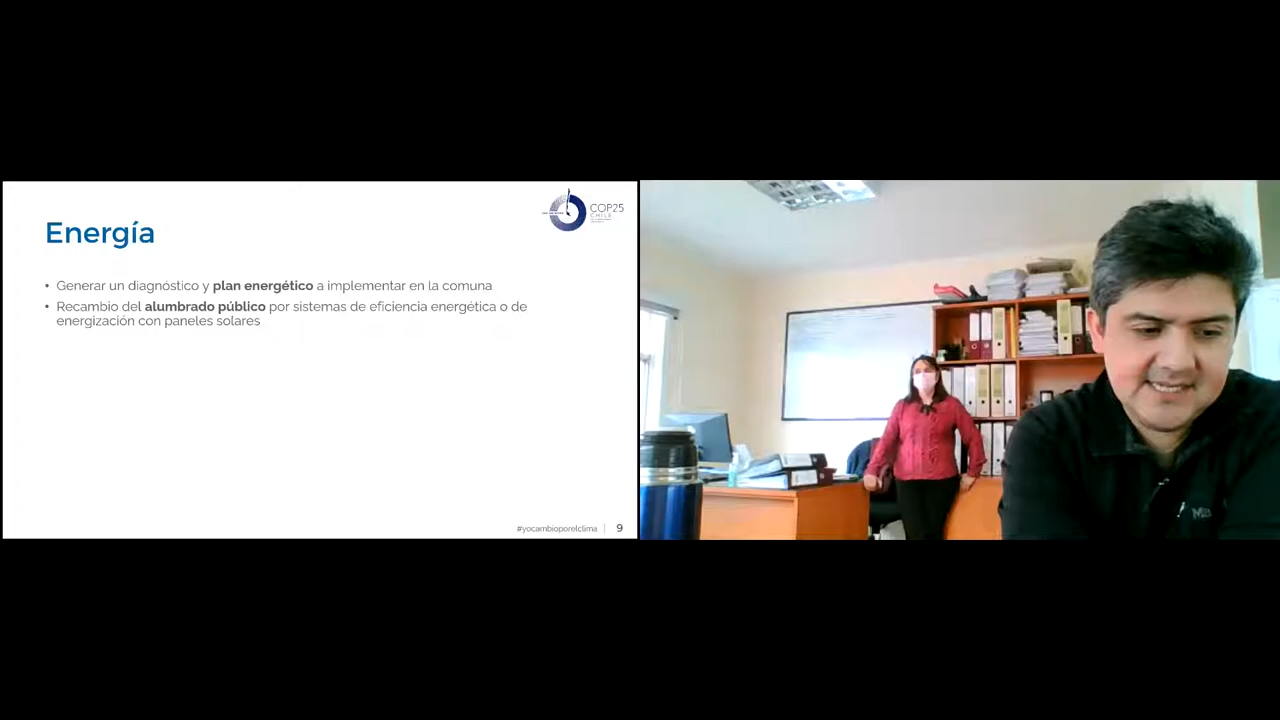 Energía
COP25
CHILE
• Generar un diagnóstico y plan energético a implementar en la comuna
• Recambio del alumbrado público por sistemas de eficiencia energética o de
energización con paneles solares
#yocambioporelclima
9